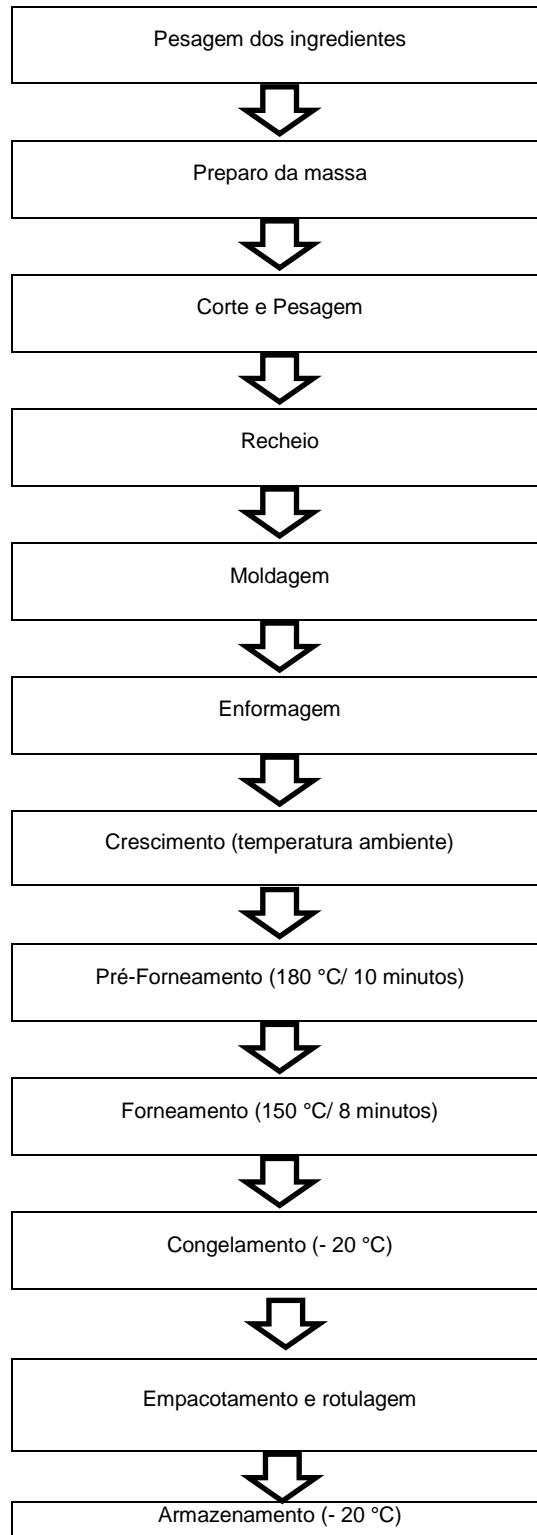 Pesagem dos ingredientes
Preparo da massa
Corte e Pesagem
Recheio
Moldagem
Enformagem
Crescimento (temperatura ambiente)
Pré-Forneamento (180 °C/ 10 minutos)
Forneamento (150 °C/ 8 minutos)
Congelamento (- 20 °C)
Empacotamento e rotulagem
Armazenamento (- 20 °C)